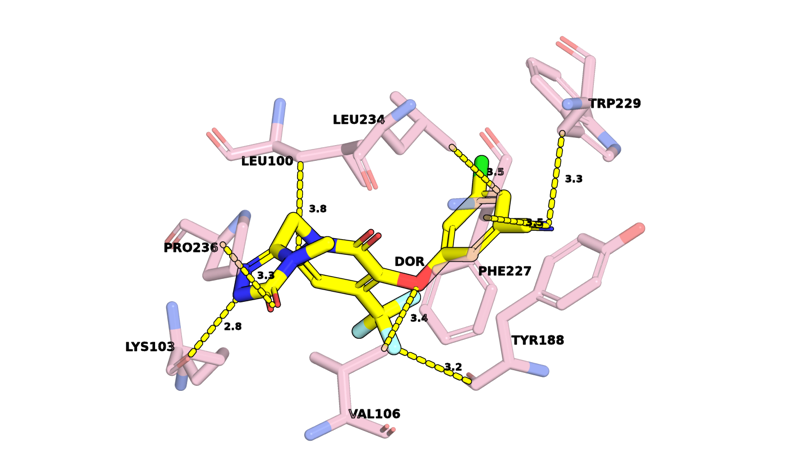 TRP229
LEU234
LEU100
3.5
3.3
3.8
3.5
PRO236
DOR
PHE227
3.3
2.8
3.4
LYS103
TYR188
3.2
VAL106